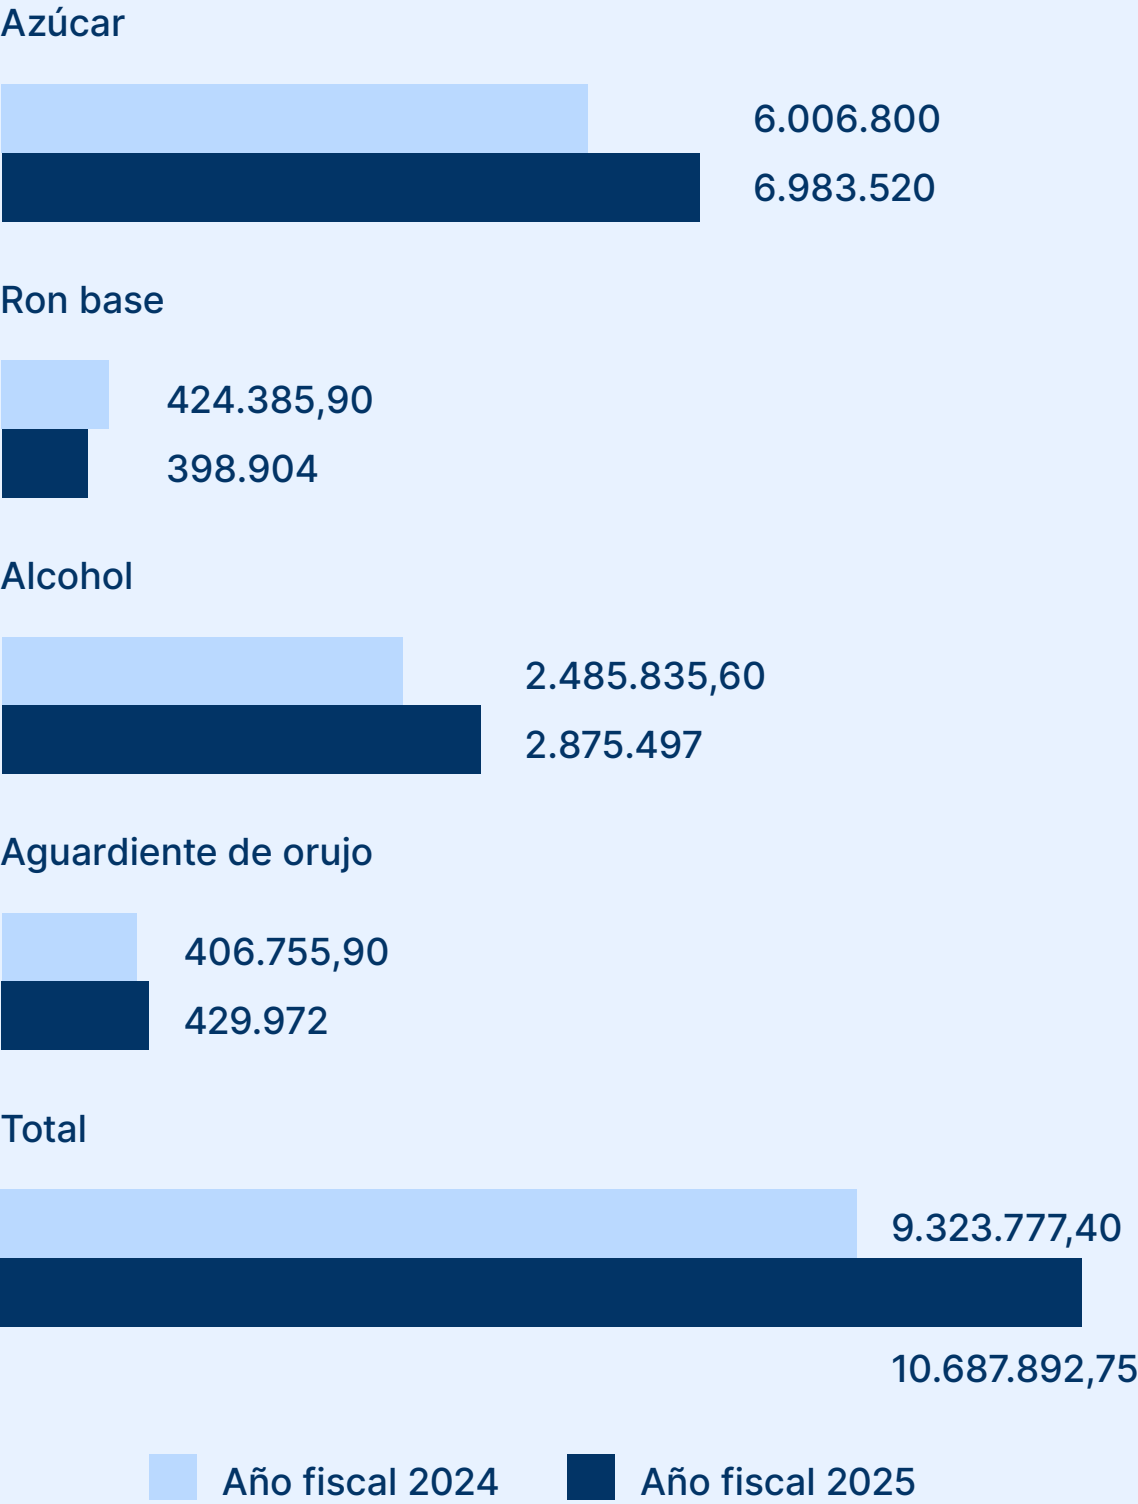 Azúcar
6.006.800
6.983.520
Ron base
424.385,90
398.904
Alcohol
2.485.835,60
2.875.497
Aguardiente de orujo
406.755,90
429.972
Total
9.323.777,40
10.687.892,75
Año fiscal 2024 Año fiscal 2025